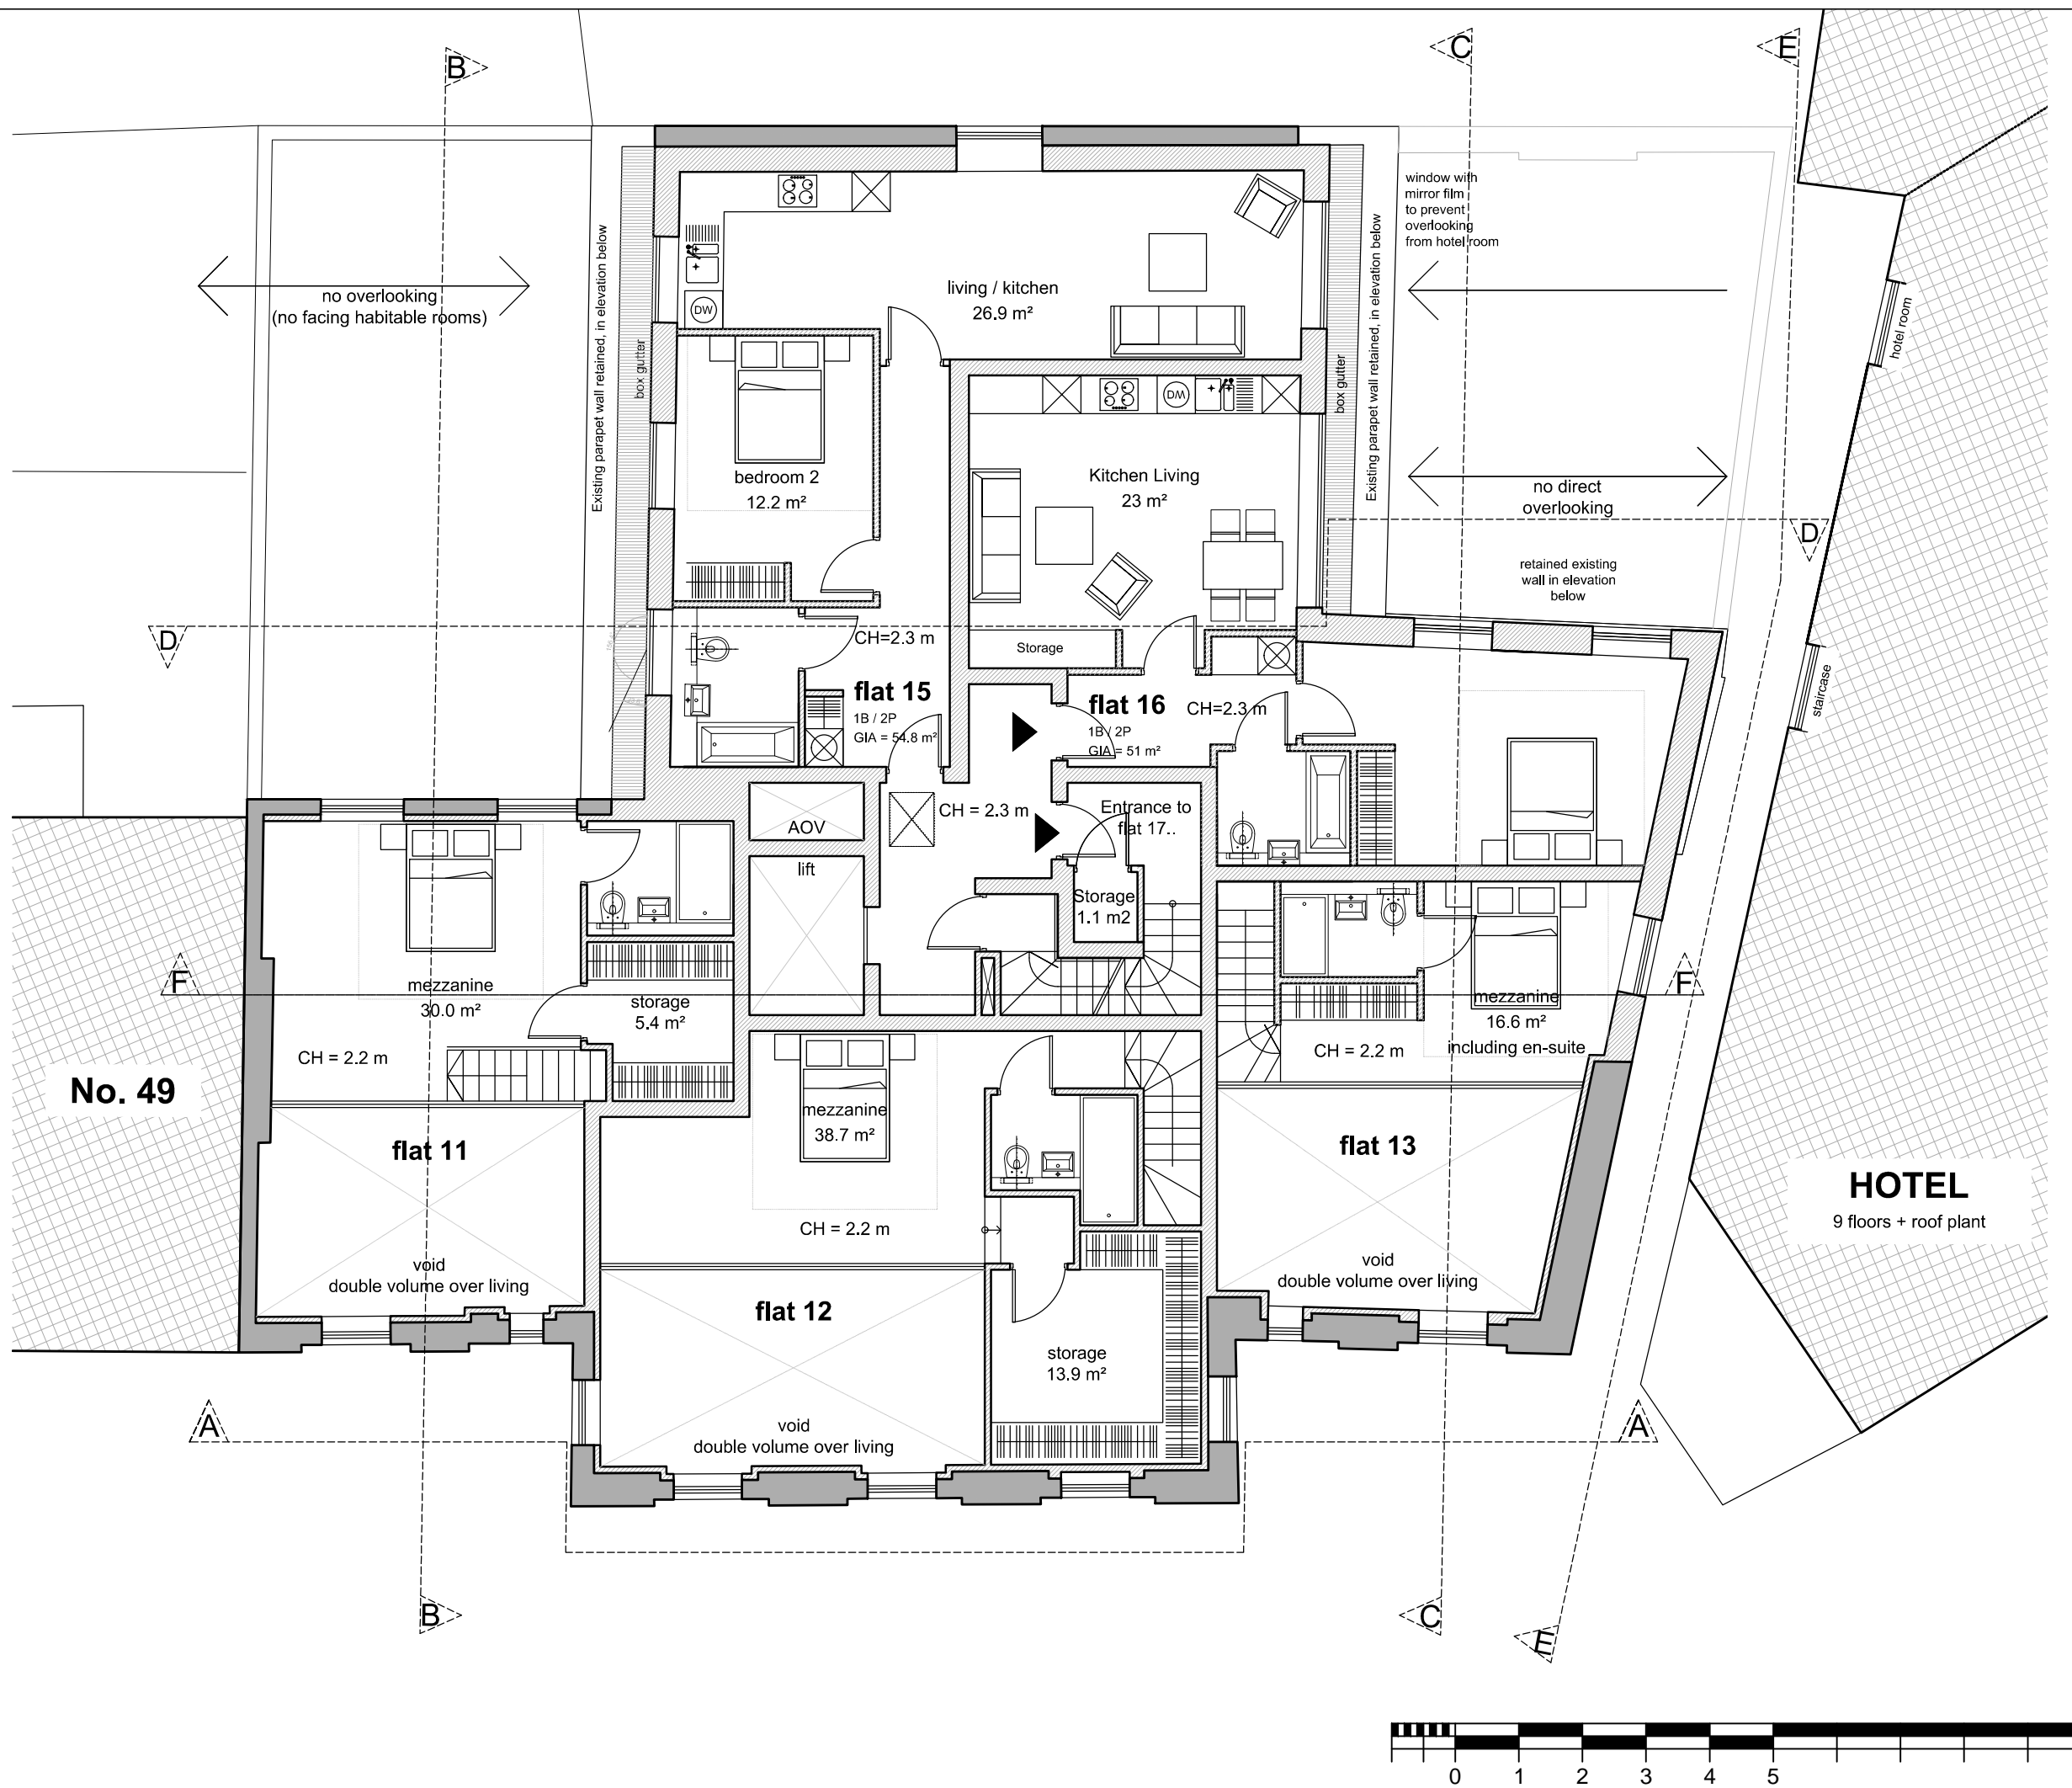 B
C
E
window with
mirror film
to prevent
overlooking
from hotel room
no overlooking
(no facing habitable rooms)
Existing parapet wall retained, in elevation below
box gutter
DW
living / kitchen
26.9 m²
box gutter
Existing parapet wall retained, in elevation below
hotel room
bedroom 2
12.2 m²
DW
Kitchen Living
23 m²
no direct
overlooking
D
retained existing
wall in elevation
below
D
CH=2.3 m
Storage
flat 15
1B / 2P
GIA = 54.8 m²
flat 16
1B / 2P
GIA = 51 m²
CH=2.3 m
staircase
AOV
lift
CH = 2.3 m
Entrance to
flat 17..
Storage
1.1 m2
F
mezzanine
30.0 m²
CH = 2.2 m
storage
5.4 m²
mezzanine
16.6 m²
including en-suite
CH = 2.2 m
F
No. 49
mezzanine
38.7 m²
flat 11
flat 13
HOTEL
9 floors + roof plant
CH = 2.2 m
void
double volume over living
void
double volume over living
flat 12
storage
13.9 m²
void
double volume over living
A
A
B
C
E
0 1 2 3 4 5